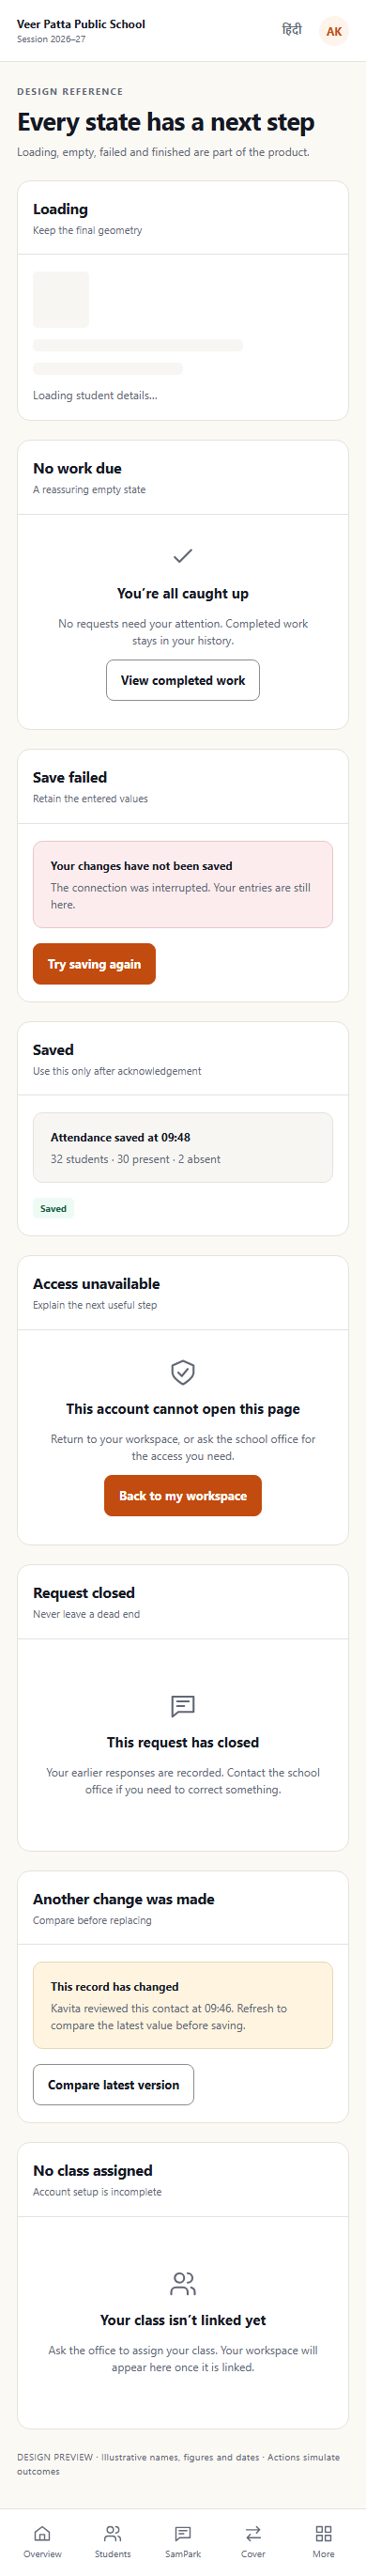 Veer Patta Public School
Session 2026–27
हिंदी
AK
DESIGN REFERENCE
Every state has a next step
Loading, empty, failed and finished are part of the product.
Loading
Keep the final geometry
Loading student details…
No work due
A reassuring empty state
You’re all caught up
No requests need your attention. Completed work
stays in your history.
View completed work
Save failed
Retain the entered values
Your changes have not been saved
The connection was interrupted. Your entries are still
here.
Try saving again
Saved
Use this only after acknowledgement
Attendance saved at 09:48
32 students · 30 present · 2 absent
Saved
Access unavailable
Explain the next useful step
This account cannot open this page
Return to your workspace, or ask the school office for
the access you need.
Back to my workspace
Request closed
Never leave a dead end
This request has closed
Your earlier responses are recorded. Contact the school
office if you need to correct something.
Another change was made
Compare before replacing
This record has changed
Kavita reviewed this contact at 09:46. Refresh to
compare the latest value before saving.
Compare latest version
No class assigned
Account setup is incomplete
Your class isn’t linked yet
Ask the office to assign your class. Your workspace will
appear here once it is linked.
DESIGN PREVIEW · Illustrative names, figures and dates · Actions simulate
outcomes
Overview
Students
SamPark
Cover
More